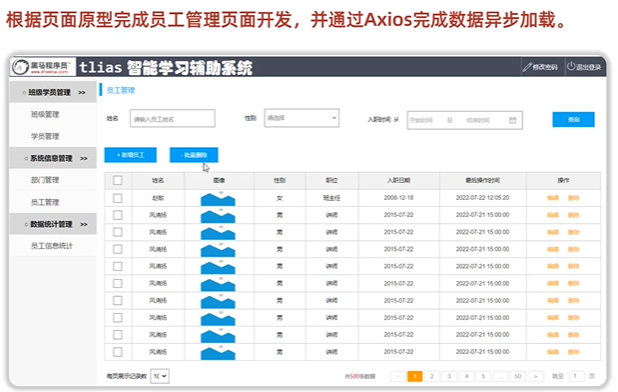 根据页面原型完成员工管理页面开发，并通过Axios完成数据异步加载。
黑马程序员 tlias 智能学习辅助系统 修改密码 退出登录
www.itheima.com
班级学员管理 >> 员工管理
班级管理 姓名 请输入员工姓名 性别 请选择 入职时间 开始时间 至 结束时间 查询
学员管理
系统信息管理 >> + 新增员工 - 批量删除
部门管理 姓名 图像 性别 职位 入职日期 最后操作时间 操作
员工管理 赵敏 女 班主任 2008-12-18 2022-07-22 12:05:20 编辑 删除
数据统计管理 >> 风清扬 男 讲师 2015-07-22 2022-07-21 15:00:00 编辑 删除
员工信息统计 风清扬 男 讲师 2015-07-22 2022-07-21 15:00:00 编辑 删除
风清扬 男 讲师 2015-07-22 2022-07-21 15:00:00 编辑 删除
风清扬 男 讲师 2015-07-22 2022-07-21 15:00:00 编辑 删除
风清扬 男 讲师 2015-07-22 2022-07-21 15:00:00 编辑 删除
风清扬 男 讲师 2015-07-22 2022-07-21 15:00:00 编辑 删除
风清扬 男 讲师 2015-07-22 2022-07-21 15:00:00 编辑 删除
风清扬 男 讲师 2015-07-22 2022-07-21 15:00:00 编辑 删除
风清扬 男 讲师 2015-07-22 2022-07-21 15:00:00 编辑 删除
每页展示记录数 10 共500条数据 < 1 2 3 4 5 ... 50 > 跳至 1 页